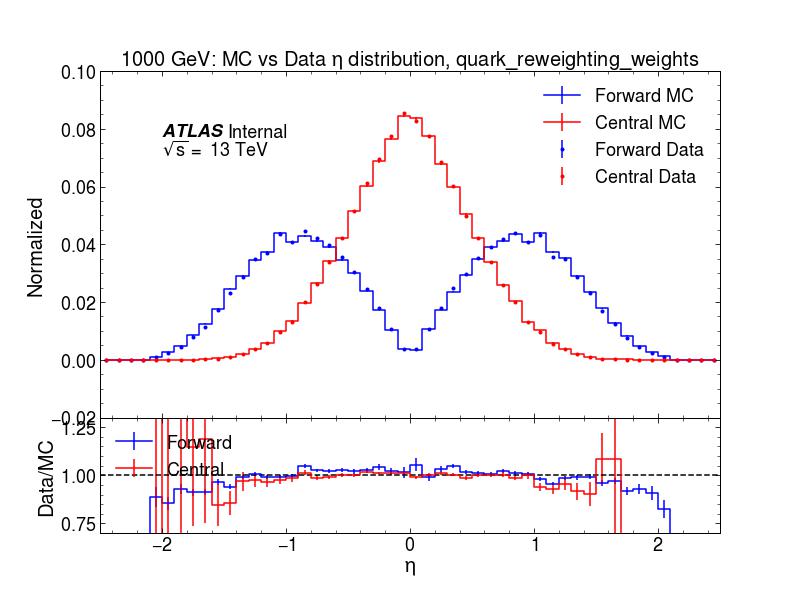 1000 GeV: MC vs Data η distribution, quark_reweighting_weights
0.10
0.08
0.06
0.04
0.02
0.00
−0.02
Normalized
ATLAS Internal
√s = 13 TeV
Forward MC
Central MC
Forward Data
Central Data
1.25
1.00
0.75
Data/MC
Forward
Central
−2 −1 0 1 2
η